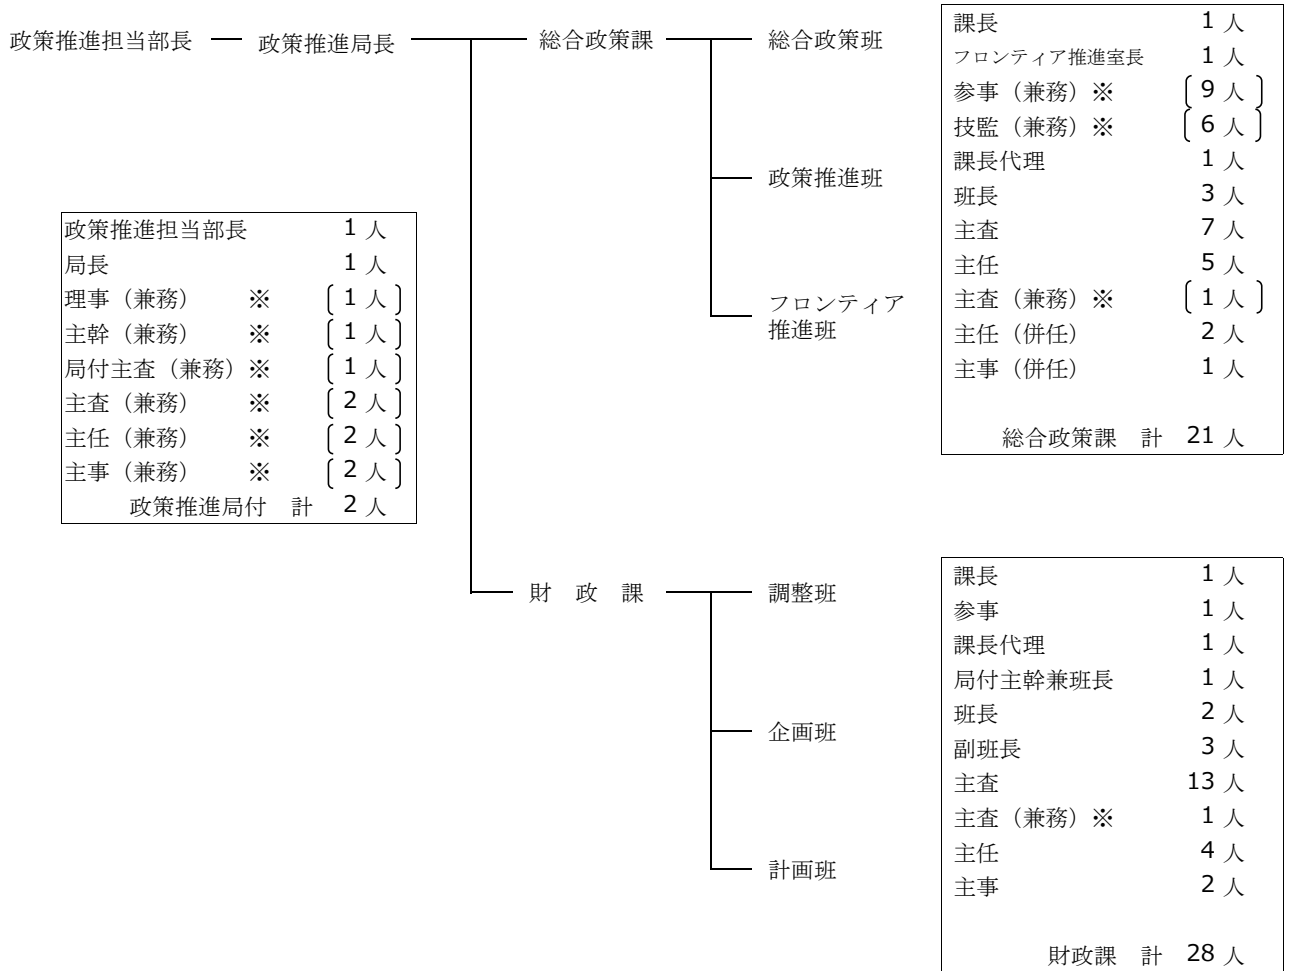 政策推進担当部長 政策推進局長 総合政策課 総合政策班
政策推進班
フロンティア
推進班
課長 1 人
フロンティア推進室長 1 人
参事（兼務）※ 〔 9 人 〕
技監（兼務）※ 〔 6 人 〕
課長代理 1 人
班長 3 人
主査 7 人
主任 5 人
主査（兼務）※ 〔 1 人 〕
主任（併任） 2 人
主事（併任） 1 人
総合政策課 計 21 人
政策推進担当部長 1 人
局長 1 人
理事（兼務） ※ 〔 1 人 〕
主幹（兼務） ※ 〔 1 人 〕
局付主査（兼務）※ 〔 1 人 〕
主査（兼務） ※ 〔 2 人 〕
主任（兼務） ※ 〔 2 人 〕
主事（兼務） ※ 〔 2 人 〕
政策推進局付 計 2 人
財 政 課 調整班
企画班
計画班
課長 1 人
参事 1 人
課長代理 1 人
局付主幹兼班長 1 人
班長 2 人
副班長 3 人
主査 13 人
主査（兼務）※ 1 人
主任 4 人
主事 2 人
財政課 計 28 人